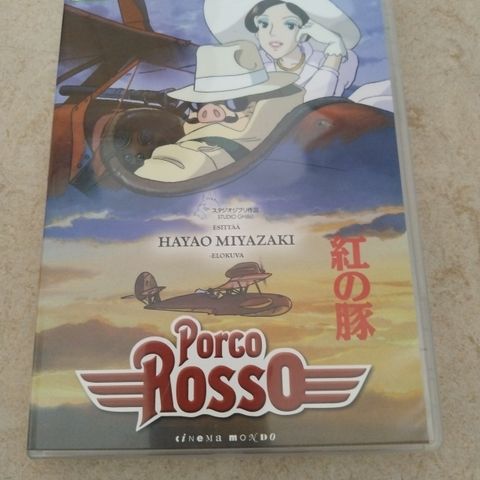 スタジオジブリ作品
STUDIO GHIBLI
ESITTÄÄ
HAYAO MIYAZAKI
-ELOKUVA
紅の豚
PORCO
ROSSO
CINEMA MONDO